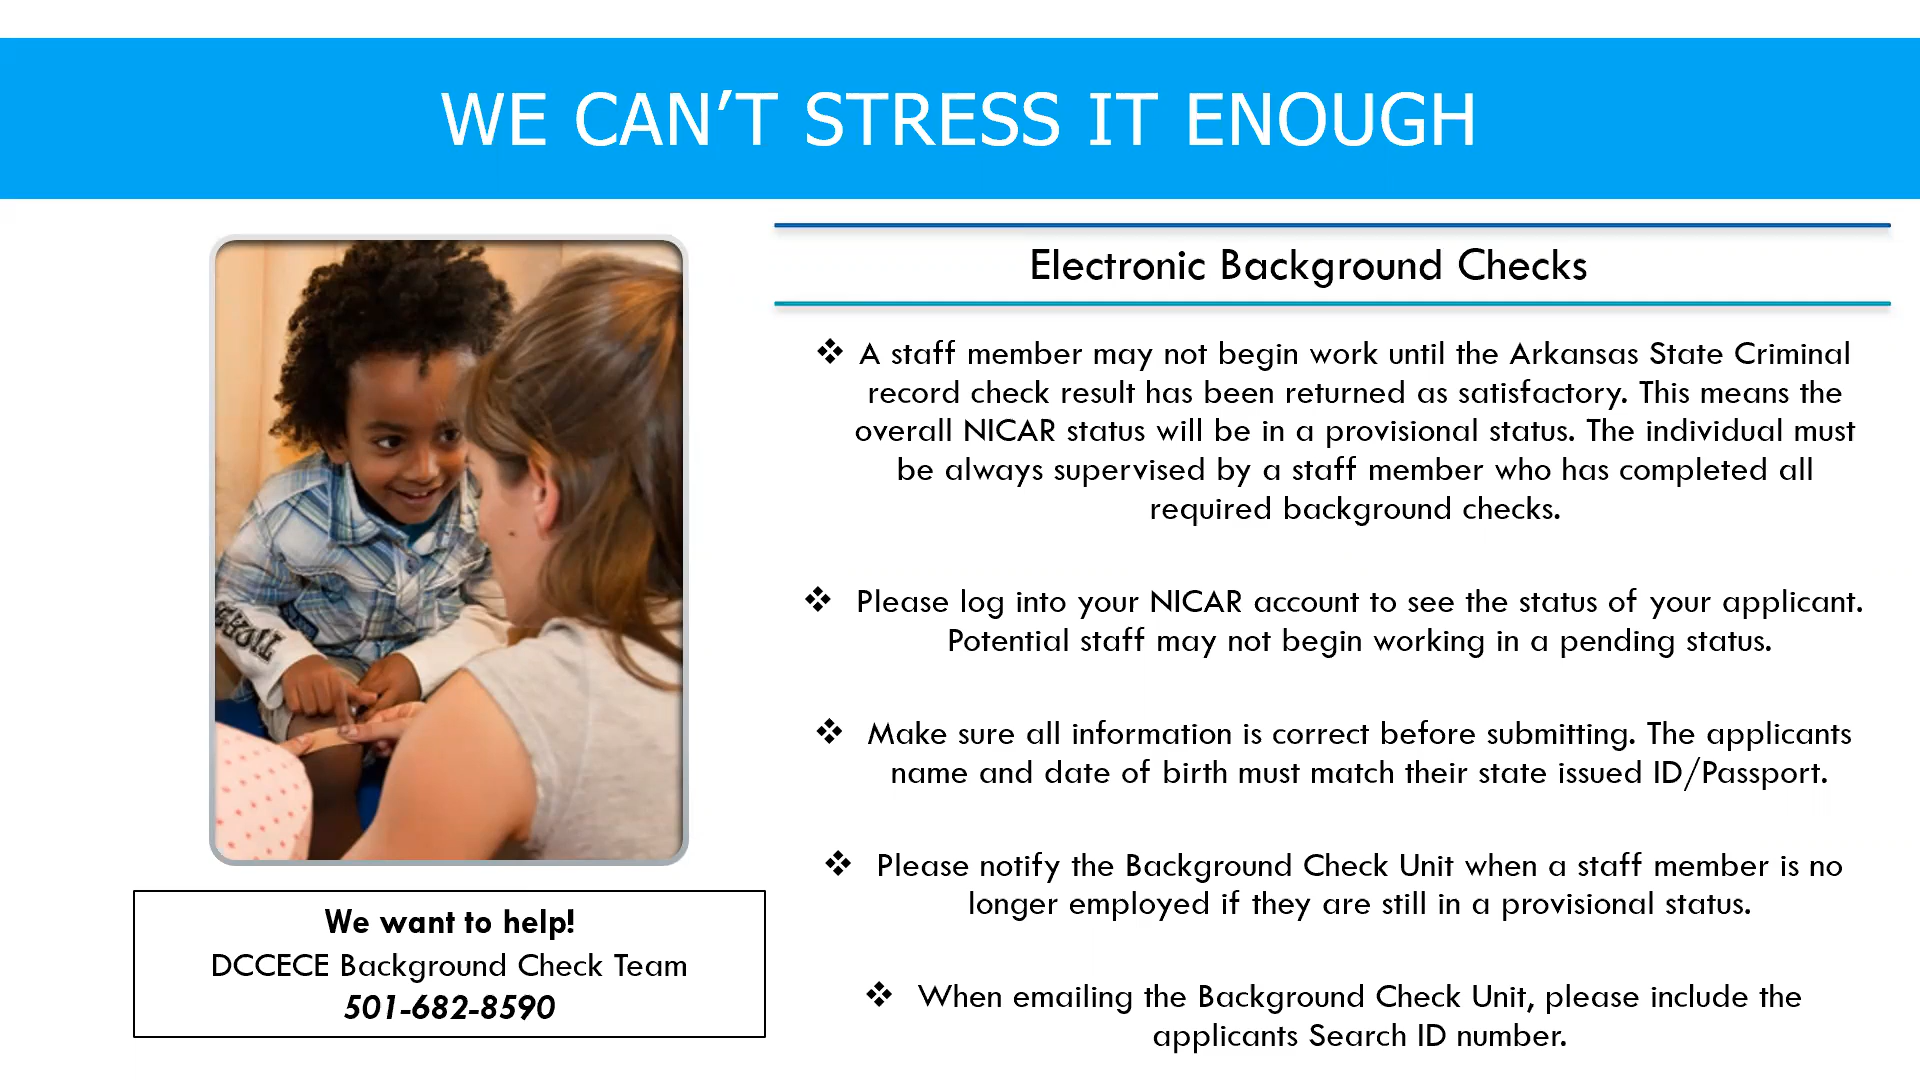 WE CAN’T STRESS IT ENOUGH
Electronic Background Checks
❖ A staff member may not begin work until the Arkansas State Criminal
record check result has been returned as satisfactory. This means the
overall NICAR status will be in a provisional status. The individual must
be always supervised by a staff member who has completed all
required background checks.
❖ Please log into your NICAR account to see the status of your applicant.
Potential staff may not begin working in a pending status.
❖ Make sure all information is correct before submitting. The applicants
name and date of birth must match their state issued ID/Passport.
❖ Please notify the Background Check Unit when a staff member is no
longer employed if they are still in a provisional status.
❖ When emailing the Background Check Unit, please include the
applicants Search ID number.
We want to help!
DCCECE Background Check Team
501-682-8590